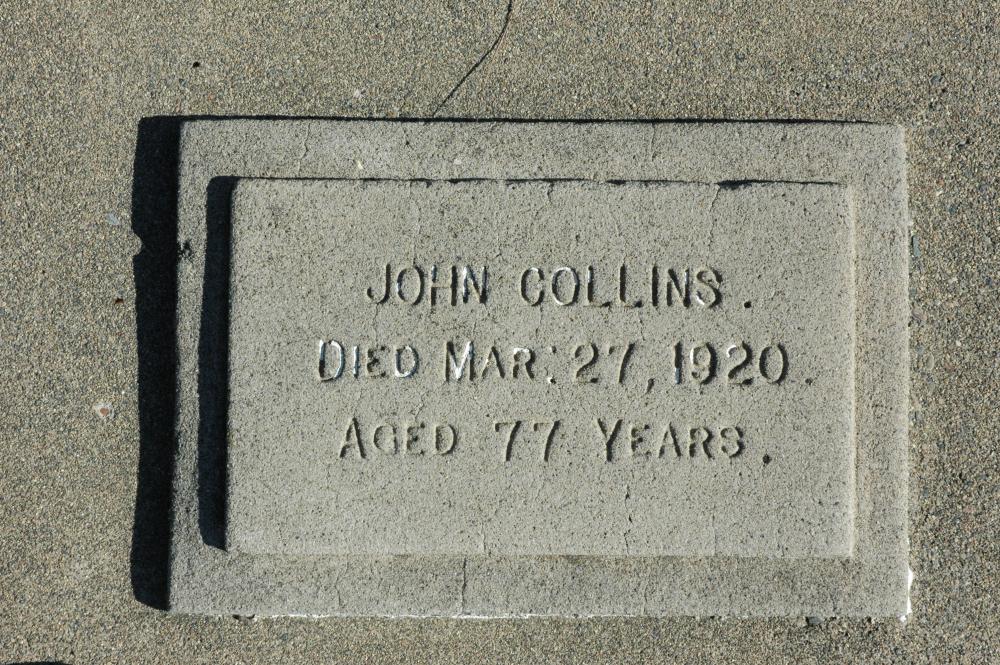 JOHN COLLINS.
DIED MAR. 27, 1920.
AGED 77 YEARS.